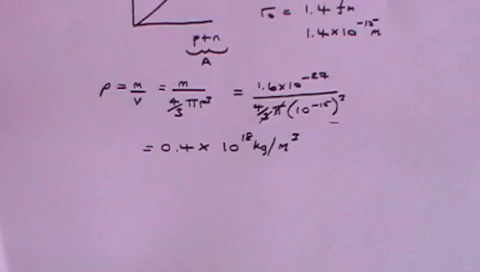 r₀ = 1.4 fm
1.4 × 10⁻¹⁵ m
p+n
A
ρ = m/V = m / (4/3 πr³) = 1.6×10⁻²⁷ / (4/3 π (10⁻¹⁵)³)
= 0.4 × 10¹⁸ kg/m³